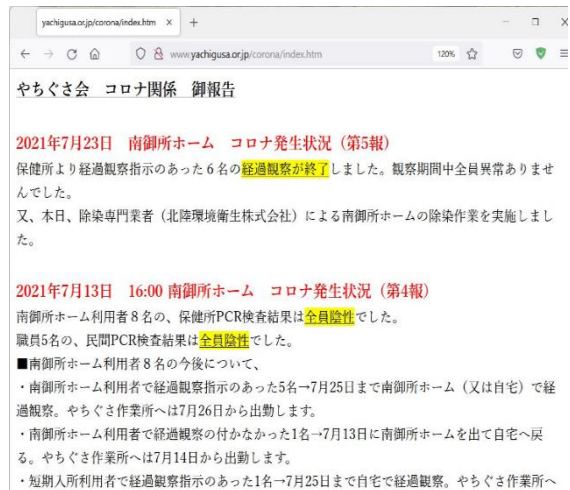 yachigusa.or.jp/corona/index.htm
www.yachigusa.or.jp/corona/index.htm
120%
やちぐさ会 コロナ関係 御報告
2021年7月23日 南御所ホーム コロナ発生状況（第5報）
保健所より経過観察指示のあった６名の経過観察が終了しました。観察期間中全員異常ありませ
んでした。
又、本日、除染専門業者（北陸環境衛生株式会社）による南御所ホームの除染作業を実施しまし
た。
2021年7月13日 16:00 南御所ホーム コロナ発生状況（第4報）
南御所ホーム利用者８名の、保健所PCR検査結果は全員陰性でした。
職員5名の、民間PCR検査結果は全員陰性でした。
■南御所ホーム利用者８名の今後について、
・南御所ホーム利用者で経過観察指示のあった5名→7月25日まで南御所ホーム（又は自宅）で経
過観察。やちぐさ作業所へは7月26日から出勤します。
・南御所ホーム利用者で経過観察の付かなかった1名→7月13日に南御所ホームを出て自宅へ戻
る。やちぐさ作業所へは7月14日から出勤します。
・短期入所利用者で経過観察指示のあった1名→7月25日まで自宅で経過観察。やちぐさ作業所へ